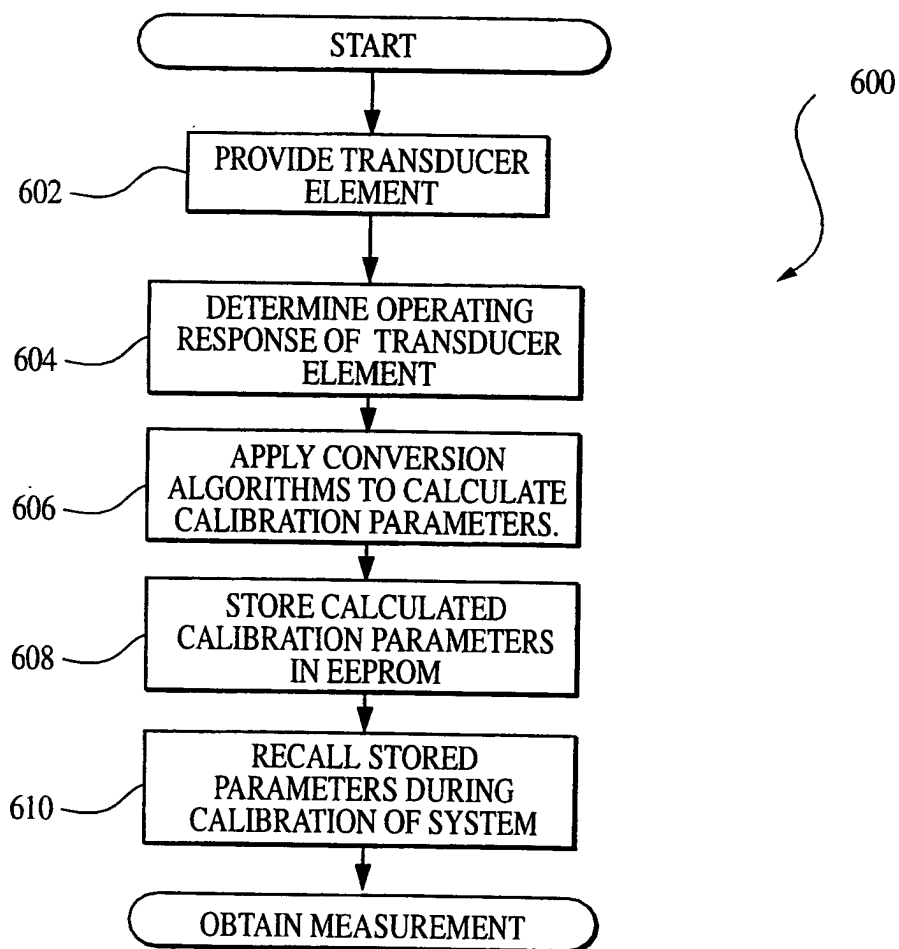 START
600
PROVIDE TRANSDUCER
ELEMENT
602
DETERMINE OPERATING
RESPONSE OF TRANSDUCER
ELEMENT
604
APPLY CONVERSION
ALGORITHMS TO CALCULATE
CALIBRATION PARAMETERS.
606
STORE CALCULATED
CALIBRATION PARAMETERS
IN EEPROM
608
RECALL STORED
PARAMETERS DURING
CALIBRATION OF SYSTEM
610
OBTAIN MEASUREMENT